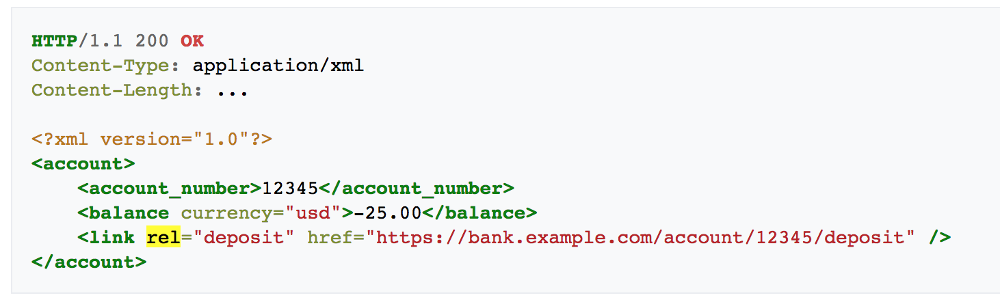 HTTP/1.1 200 OK
Content-Type: application/xml
Content-Length: ...

<?xml version="1.0"?>
<account>
    <account_number>12345</account_number>
    <balance currency="usd">-25.00</balance>
    <link rel="deposit" href="https://bank.example.com/account/12345/deposit" />
</account>